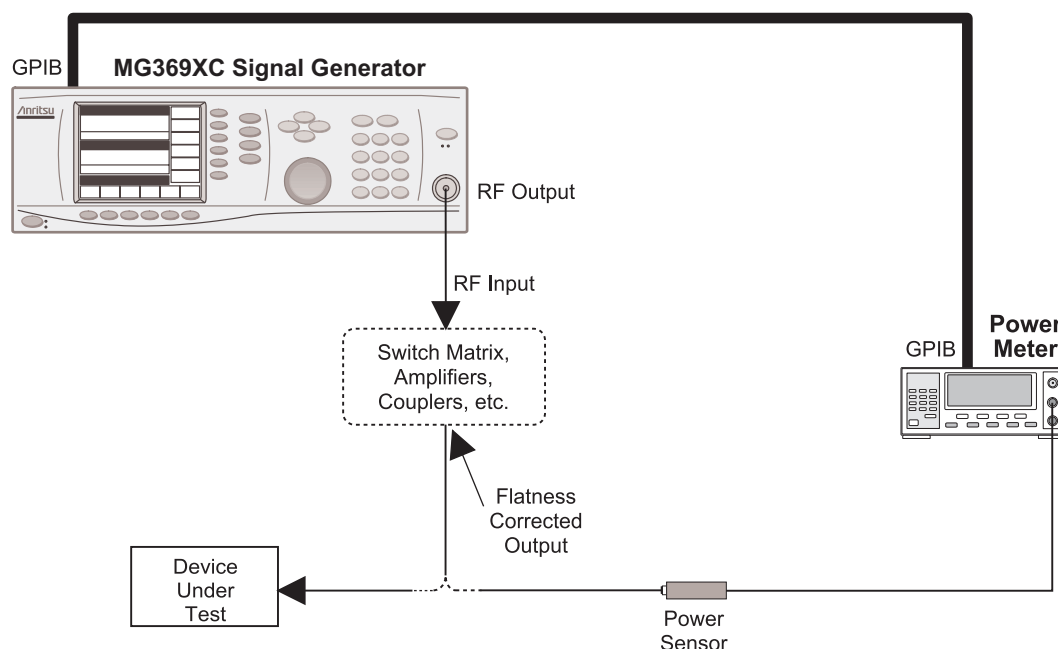 GPIB
MG369XC Signal Generator
/inritsu
RF Output
RF Input
Switch Matrix,
Amplifiers,
Couplers, etc.
Power
Meter
GPIB
Flatness
Corrected
Output
Device
Under
Test
Power
Sensor